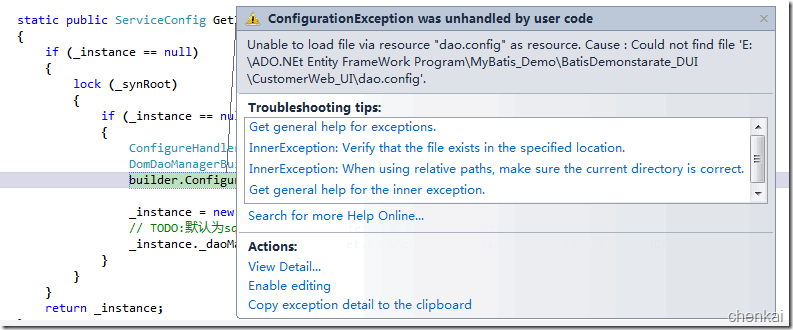 static public ServiceConfig Get
{
if (_instance == null)
{
lock (_synRoot)
{
if (_instance == nu
{
ConfigureHandler
DomDaoManagerBui
builder.Configu
_instance = new
// TODO:默认为sq
_instance._daoMa
}
}
}
return _instance;
ConfigurationException was unhandled by user code
Unable to load file via resource "dao.config" as resource. Cause : Could not find file 'E:
\ADO.NEt Entity FrameWork Program\MyBatis_Demo\BatisDemonstarate_DUI
\CustomerWeb_UI\dao.config'.
Troubleshooting tips:
Get general help for exceptions.
InnerException: Verify that the file exists in the specified location.
InnerException: When using relative paths, make sure the current directory is correct.
Get general help for the inner exception.
Search for more Help Online...
Actions:
View Detail...
Enable editing
Copy exception detail to the clipboard
chenkai